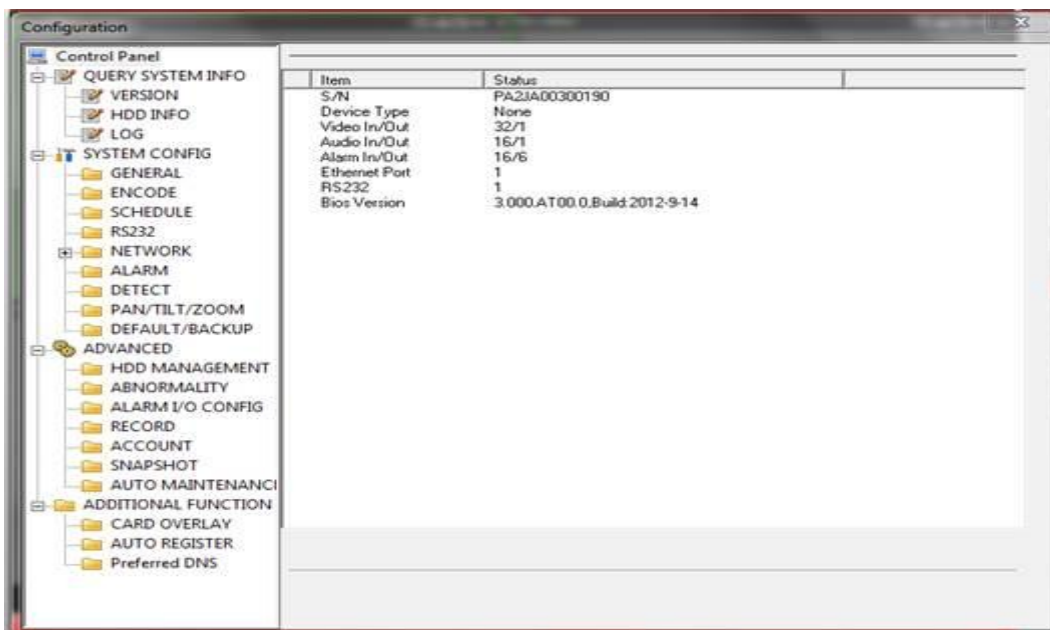 Configuration
Control Panel
QUERY SYSTEM INFO
VERSION
HDD INFO
LOG
SYSTEM CONFIG
GENERAL
ENCODE
SCHEDULE
RS232
NETWORK
ALARM
DETECT
PAN/TILT/ZOOM
DEFAULT/BACKUP
ADVANCED
HDD MANAGEMENT
ABNORMALITY
ALARM I/O CONFIG
RECORD
ACCOUNT
SNAPSHOT
AUTO MAINTENANCI
ADDITIONAL FUNCTION
CARD OVERLAY
AUTO REGISTER
Preferred DNS
Item Status
S/N PA2JA00300190
Device Type None
Video In/Out 32/1
Audio In/Out 16/1
Alarm In/Out 16/6
Ethernet Port 1
RS232 1
Bios Version 3.000.AT00.0,Build:2012-9-14